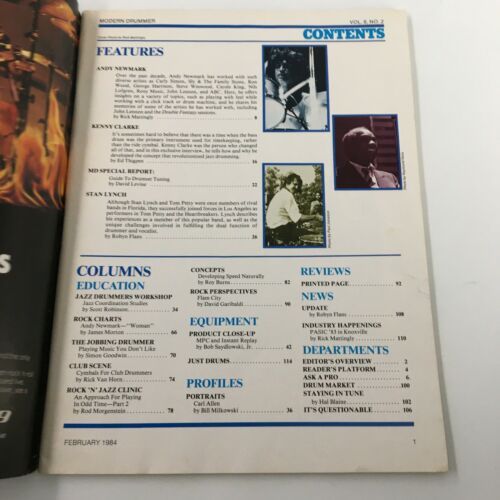 MODERN DRUMMER
VOL. 8, NO. 2
CONTENTS
FEATURES
ANDY NEWMARK
Over the past decade, Andy Newmark has worked with such
diverse artists as Carly Simon, Sly & The Family Stone, Ron
Wood, George Harrison, Steve Winwood, Carole King, Nils
Lofgren, Roxy Music, John Lennon, and ABC. Here, he offers
insights on a variety of topics, such as playing with feel while
working with a click track or drum machine, and he shares his
memories of some of the artists he has worked with, including
John Lennon and the Double Fantasy sessions.
by Rick Mattingly 8
KENNY CLARKE
It's sometimes hard to believe that there was a time when the bass
drum was the primary instrument used for timekeeping, rather
than the ride cymbal. Kenny Clarke was the person who changed
all of that, and in this exclusive interview, he tells how and why he
developed the concept that revolutionized jazz drumming.
by Ed Thigpen 16
MD SPECIAL REPORT:
Guide To Drumset Tuning
by David Levine 22
STAN LYNCH
Although Stan Lynch and Tom Petty were once members of rival
bands in Florida, they successfully joined forces in Los Angeles as
performers in Tom Petty and the Heartbreakers. Lynch describes
his experiences as a member of this popular band, as well as the
unique challenges involved in fulfilling the dual function of
drummer and vocalist.
by Robyn Flans 26
COLUMNS
EDUCATION
JAZZ DRUMMERS WORKSHOP
Jazz Coordination Studies
by Scott Robinson 34
ROCK CHARTS
Andy Newmark—"Woman"
by James Morton 66
THE JOBBING DRUMMER
Playing Music You Don't Like
by Simon Goodwin 70
CLUB SCENE
Cymbals For Club Drummers
by Rick Van Horn 74
ROCK 'N' JAZZ CLINIC
An Approach For Playing
In Odd Time—Part 2
by Rod Morgenstein 78
CONCEPTS
Developing Speed Naturally
by Roy Burns 82
ROCK PERSPECTIVES
Flam City
by David Garibaldi 90
EQUIPMENT
PRODUCT CLOSE-UP
MPC and Instant Replay
by Bob Saydlowski, Jr. 42
JUST DRUMS 114
PROFILES
PORTRAITS
Carl Allen
by Bill Milkowski 36
REVIEWS
PRINTED PAGE 92
NEWS
UPDATE
by Robyn Flans 108
INDUSTRY HAPPENINGS
PASIC '83 in Knoxville
by Rick Mattingly 110
DEPARTMENTS
EDITOR'S OVERVIEW 2
READER'S PLATFORM 4
ASK A PRO 6
DRUM MARKET 100
STAYING IN TUNE
by Hal Blaine 102
IT'S QUESTIONABLE 106
FEBRUARY 1984
1